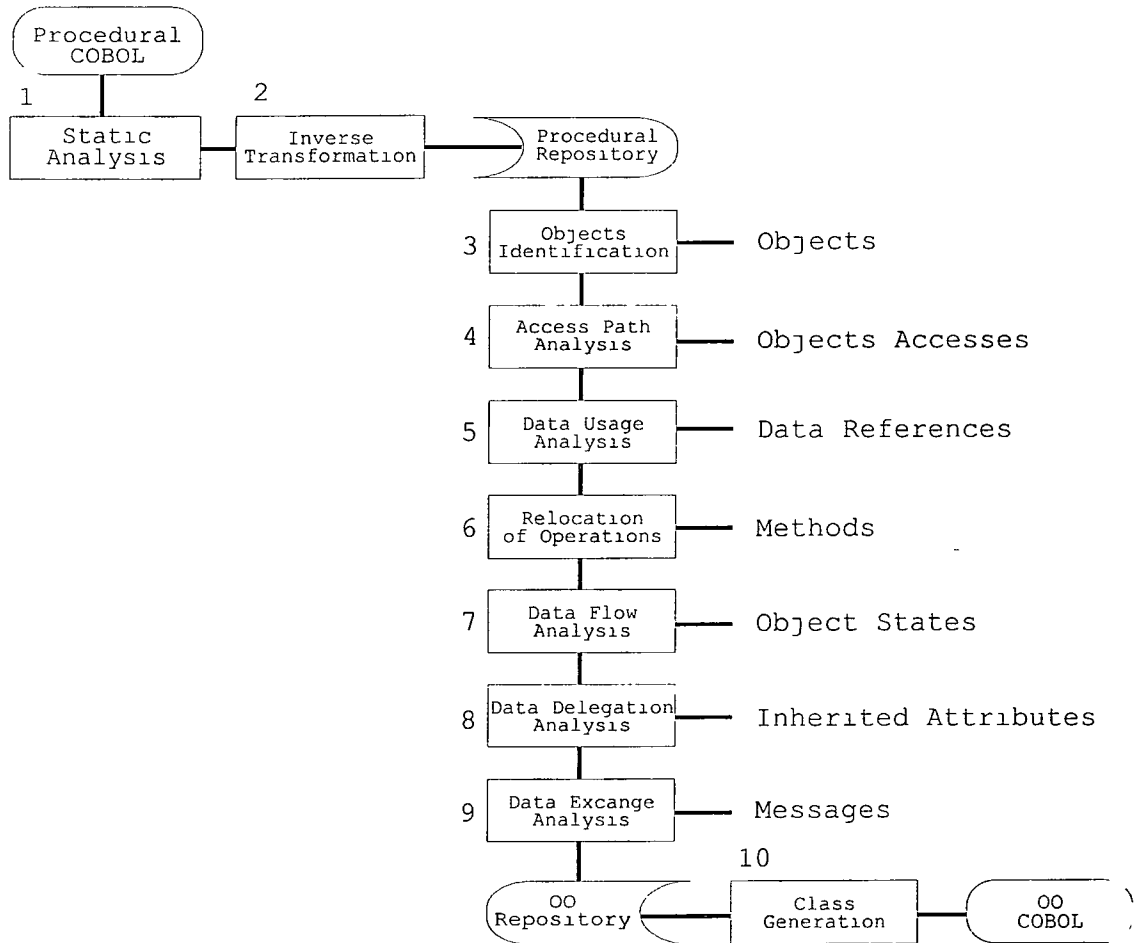 Procedural
COBOL
1
2
Static
Analysis
Inverse
Transformation
Procedural
Repository
3
Objects
Identification
Objects
4
Access Path
Analysis
Objects Accesses
5
Data Usage
Analysis
Data References
6
Relocation
of Operations
Methods
7
Data Flow
Analysis
Object States
8
Data Delegation
Analysis
Inherited Attributes
9
Data Excange
Analysis
Messages
10
OO
Repository
Class
Generation
OO
COBOL